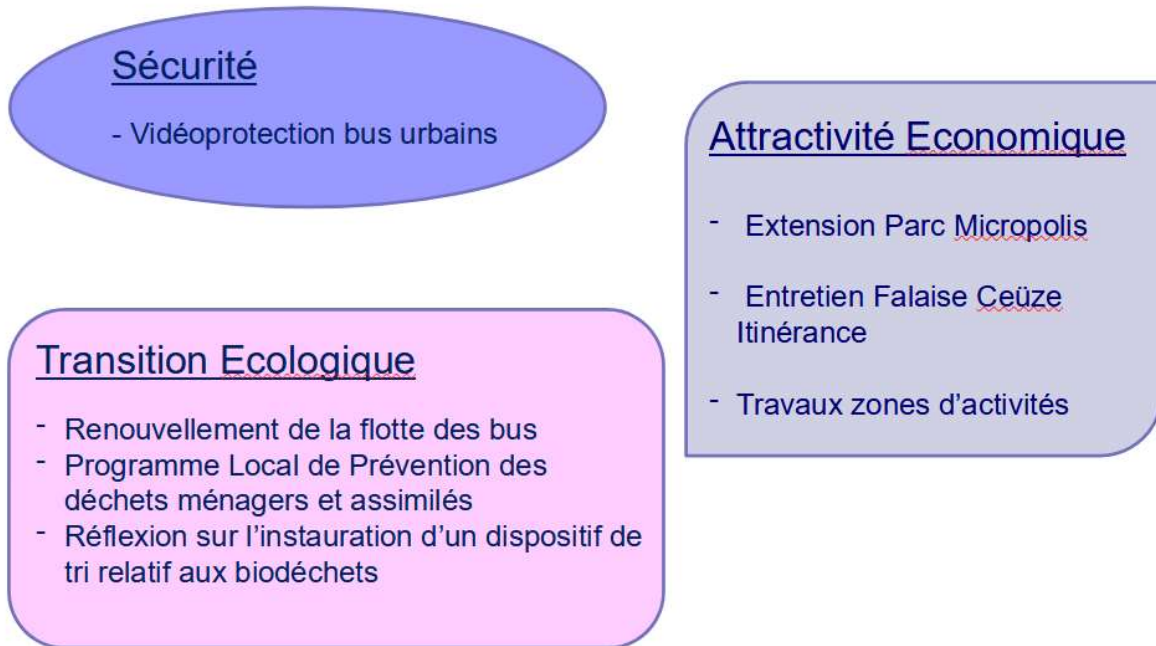 Sécurité
- Vidéoprotection bus urbains
Attractivité Economique
- Extension Parc Micropolis
- Entretien Falaise Ceüze
Itinérance
- Travaux zones d’activités
Transition Ecologique
- Renouvellement de la flotte des bus
- Programme Local de Prévention des
déchets ménagers et assimilés
- Réflexion sur l’instauration d’un dispositif de
tri relatif aux biodéchets